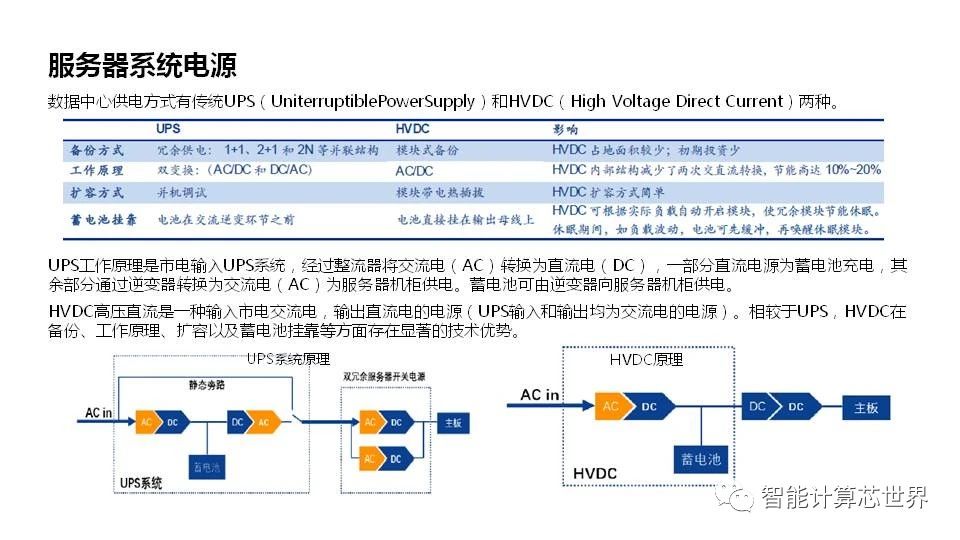 服务器系统电源
数据中心供电方式有传统UPS（UniterruptiblePowerSupply）和HVDC（High Voltage Direct Current）两种。
UPS HVDC 影响
备份方式 冗余供电： 1+1、2+1 和 2N 等并联结构 模块式备份 HVDC 占地面积较少；初期投资少
工作原理 双变换：（AC/DC 和 DC/AC） AC/DC HVDC 内部结构减少了两次交直流转换，节能高达 10%~20%
扩容方式 并机调试 模块带电热插拔 HVDC 扩容方式简单
蓄电池挂靠 电池在交流逆变环节之前 电池直接挂在输出母线上 HVDC 可根据实际负载自动开启模块，使冗余模块节能休眠。
休眠期间，如负载波动，电池可先缓冲，再唤醒休眠模块。
UPS工作原理是市电输入UPS系统，经过整流器将交流电（AC）转换为直流电（DC），一部分直流电源为蓄电池充电，其
余部分通过逆变器转换为交流电（AC）为服务器机柜供电。蓄电池可由逆变器向服务器机柜供电。
HVDC高压直流是一种输入市电交流电，输出直流电的电源（UPS输入和输出均为交流电的电源）。相较于UPS，HVDC在
备份、工作原理、扩容以及蓄电池挂靠等方面存在显著的技术优势。
UPS系统原理
静态旁路
双冗余服务器开关电源
AC in
AC DC
DC AC
AC DC
主板
AC DC
蓄电池
UPS系统
HVDC原理
AC in
AC DC
DC DC
主板
蓄电池
HVDC
智能计算芯世界